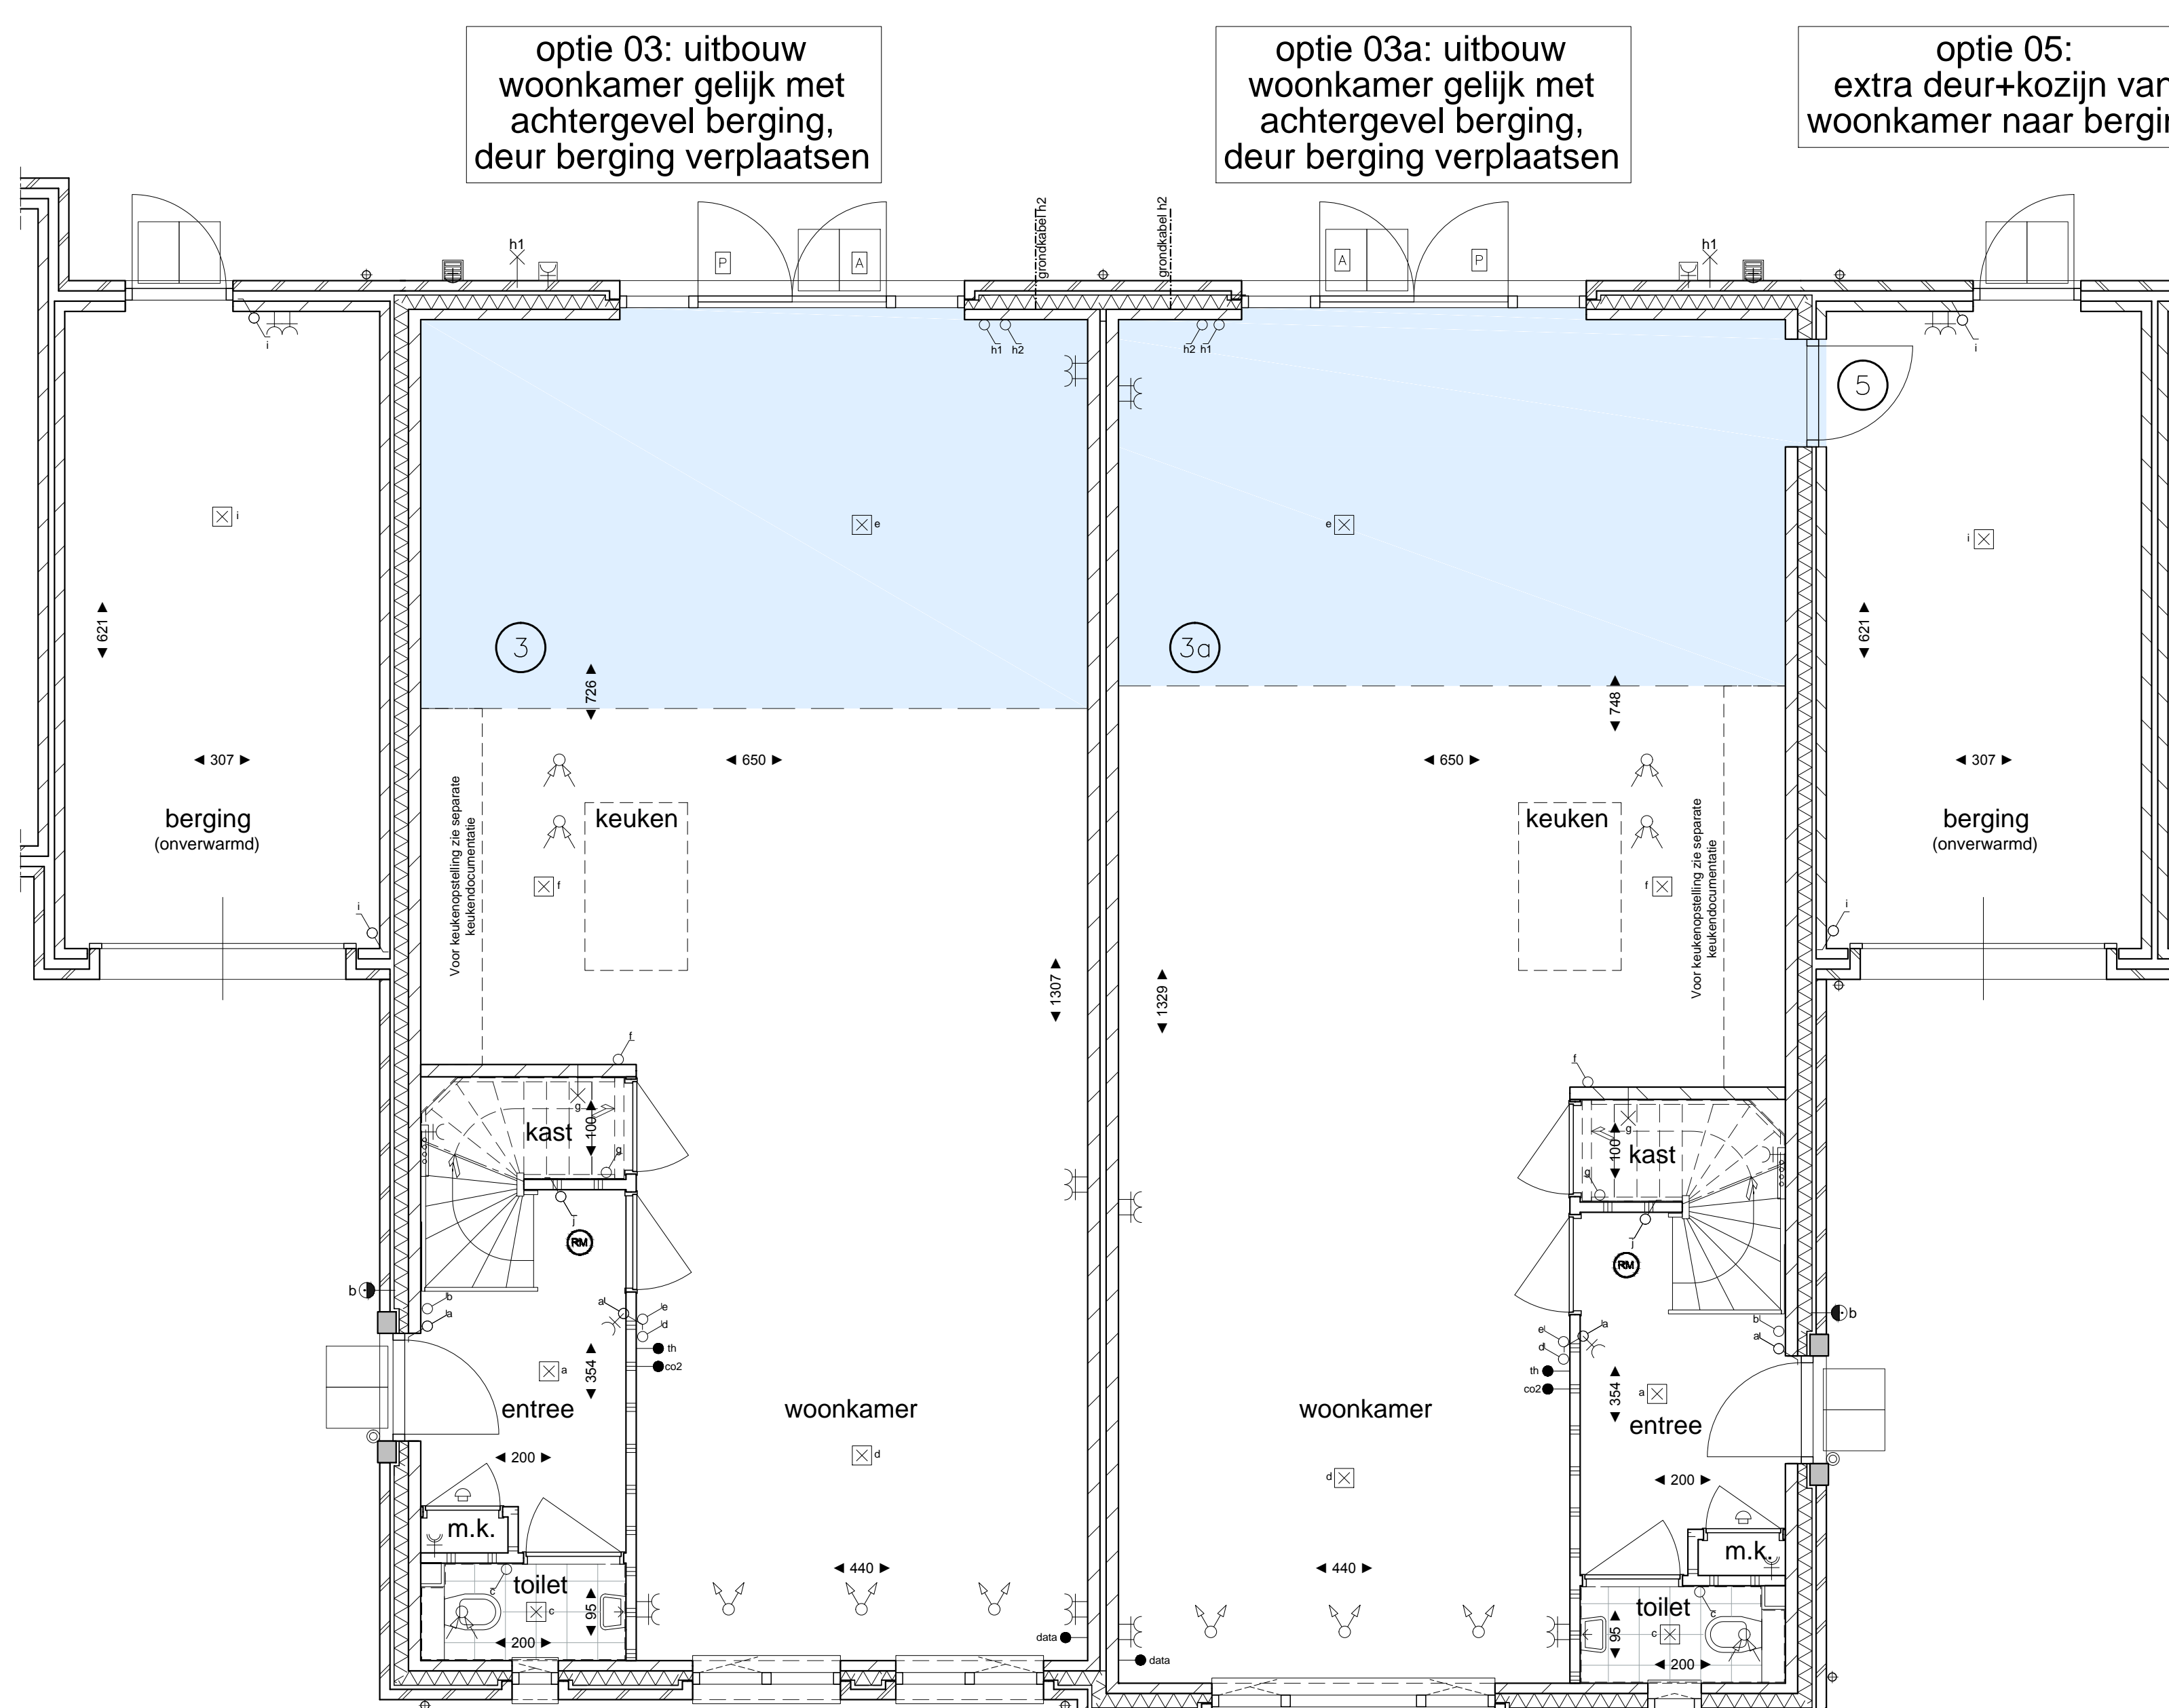 optie 03: uitbouw
woonkamer gelijk met
achtergevel berging,
deur berging verplaatsen
optie 03a: uitbouw
woonkamer gelijk met
achtergevel berging,
deur berging verplaatsen
optie 05:
extra deur+kozijn van
woonkamer naar
h1
P
A
grondkabel h2
grondkabel h2
A
P
h1
i
h1 h2
h2 h1
i
5
i
e
e
i
621
3
726
3a
748
621
307
650
650
307
berging
(onverwarmd)
Voor keukenopstelling zie separate
keukendocumentatie
keuken
f
keuken
f
Voor keukenopstelling zie separate
keukendocumentatie
berging
(onverwarmd)
i
i
1307
1329
f
f
g
kast
100
g
j
RM
g
kast
100
g
j
RM
b
b
a
a
e
d
th
co2
a
354
entree
200
woonkamer
d
440
b
b
a
a
e
d
th
co2
a
354
entree
200
woonkamer
d
440
m.k.
toilet
c
c
95
200
data
m.k.
toilet
c
c
95
200
data